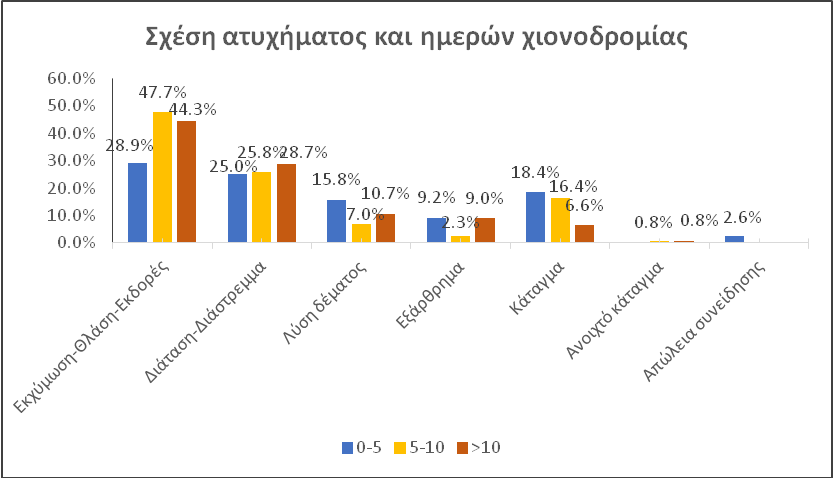 Σχέση ατυχήματος και ημερών χιονοδρομίας
60.0%
50.0%
40.0%
30.0%
20.0%
10.0%
0.0%
28.9%
47.7%
44.3%
25.0%
25.8%
28.7%
15.8%
7.0%
10.7%
9.2%
2.3%
9.0%
18.4%
16.4%
6.6%
0.8%
0.8%
2.6%
Εκχύμωση-Θλάση-Εκδορές
Διάταση-Διάστρεμμα
Λύση δέματος
Εξάρθρημα
Κάταγμα
Ανοιχτό κάταγμα
Απώλεια συνείδησης
0-5 5-10 >10